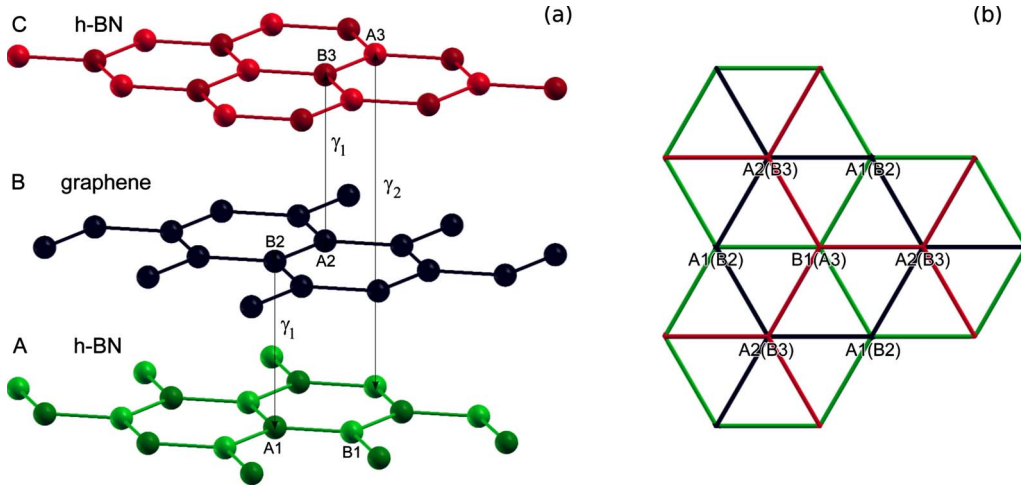 C h-BN (a) (b)
A3
B3
γ1
B graphene
γ2
A2(B3) A1(B2)
B2
A2
A1(B2) B1(A3) A2(B3)
γ1
A h-BN
A2(B3) A1(B2)
A1 B1